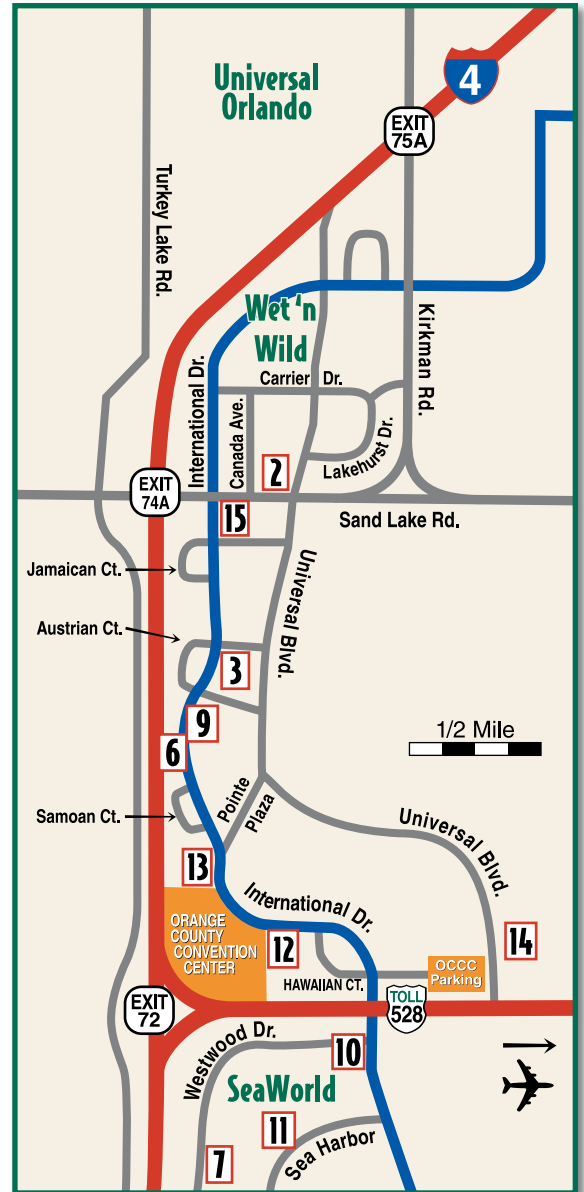 Universal
Orlando
4
EXIT
75A
Turkey Lake Rd.
Wet ‘n
Wild
International Dr.
Kirkman Rd.
Carrier Dr.
Canada Ave.
2
Lakehurst Dr.
EXIT
74A
15
Sand Lake Rd.
Jamaican Ct.
Universal Blvd.
Austrian Ct.
3
9
6
1/2 Mile
Samoan Ct.
Pointe
Plaza
Universal Blvd.
13
International Dr.
ORANGE
COUNTY
CONVENTION
CENTER
12
14
OCCC
Parking
HAWAIIAN CT.
EXIT
72
TOLL
528
Westwood Dr.
10
SeaWorld
11
Sea Harbor
7